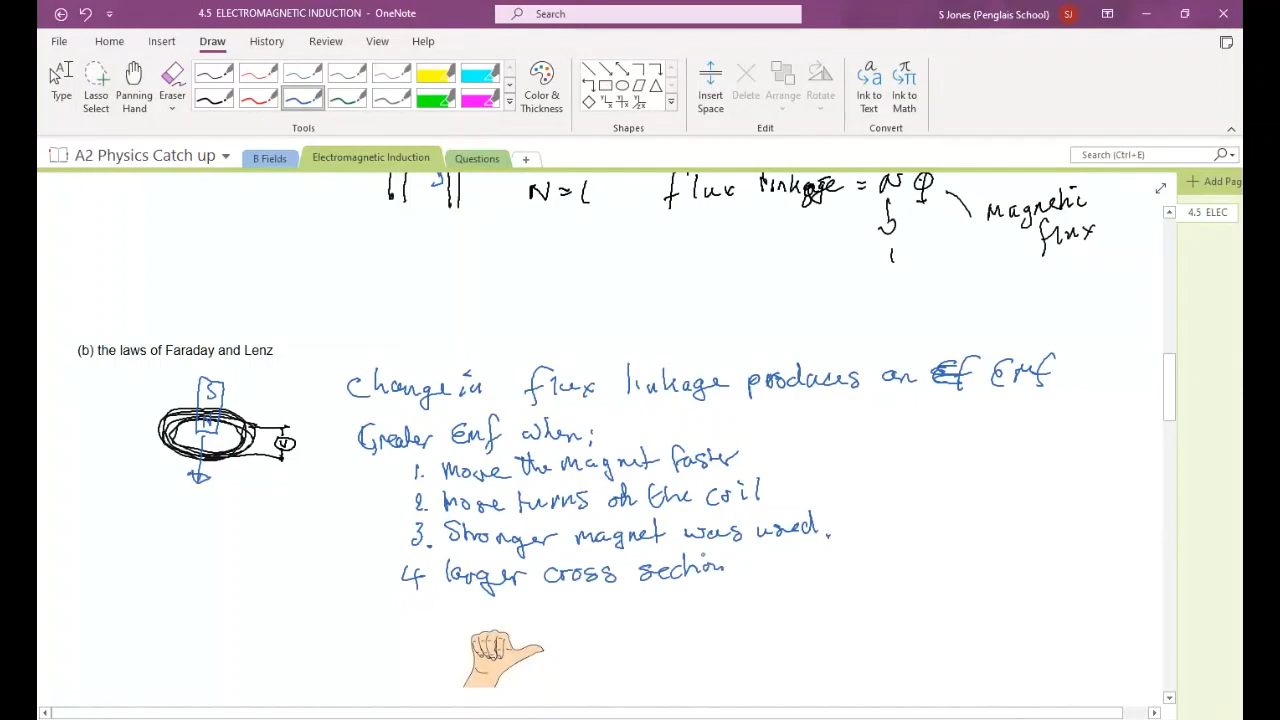 4.5 ELECTROMAGNETIC INDUCTION - OneNote
Search
S Jones (Penglais School)
SJ
File Home Insert Draw History Review View Help
Type
Lasso Select
Panning Hand
Eraser
Color & Thickness
Insert Space
Delete
Arrange
Rotate
Ink to Text
Ink to Math
Tools
Shapes
Edit
Convert
A2 Physics Catch up
B Fields
Electromagnetic Induction
Questions
Search (Ctrl+E)
Add Pag
4.5 ELEC
N = 1 flux linkage = N Φ
magnetic flux
1
(b) the laws of Faraday and Lenz
S
N
V
Change in flux linkage produces an Emf
Greater Emf when;
1. Move the magnet faster
2. More turns on the coil
3. Stronger magnet was used.
4 larger cross section